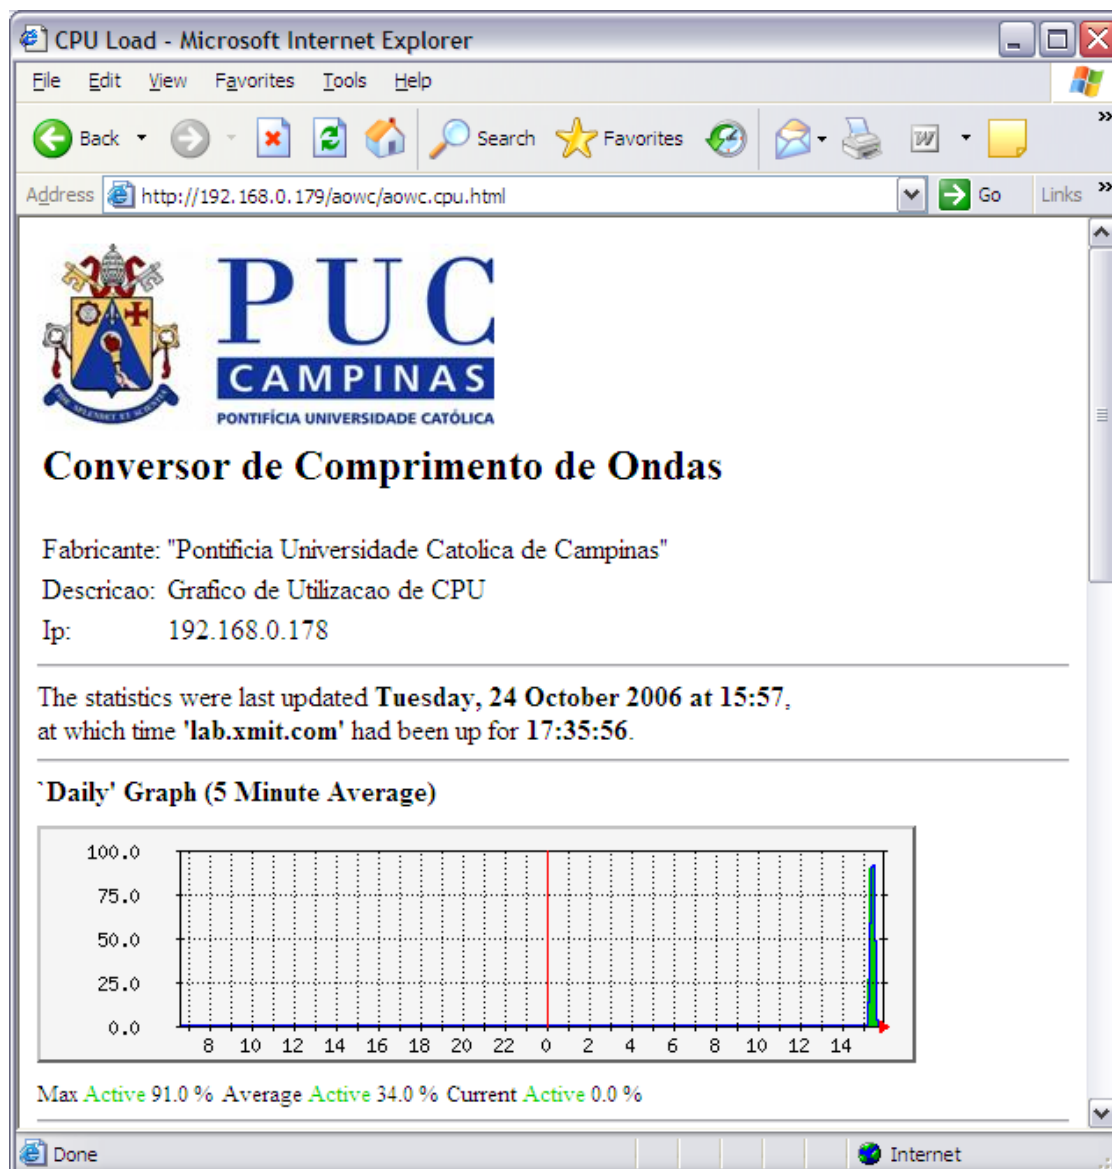 CPU Load - Microsoft Internet Explorer
File Edit View Favorites Tools Help
Back Search Favorites
Address http://192.168.0.179/aowc/aowc.cpu.html Go Links
PUC
CAMPINAS
PONTIFÍCIA UNIVERSIDADE CATÓLICA
Conversor de Comprimento de Ondas
Fabricante: "Pontificia Universidade Catolica de Campinas"
Descricao: Grafico de Utilizacao de CPU
Ip: 192.168.0.178
The statistics were last updated Tuesday, 24 October 2006 at 15:57,
at which time 'lab.xmit.com' had been up for 17:35:56.
`Daily' Graph (5 Minute Average)
100.0
75.0
50.0
25.0
0.0
8 10 12 14 16 18 20 22 0 2 4 6 8 10 12 14
Max Active 91.0 % Average Active 34.0 % Current Active 0.0 %
Done Internet